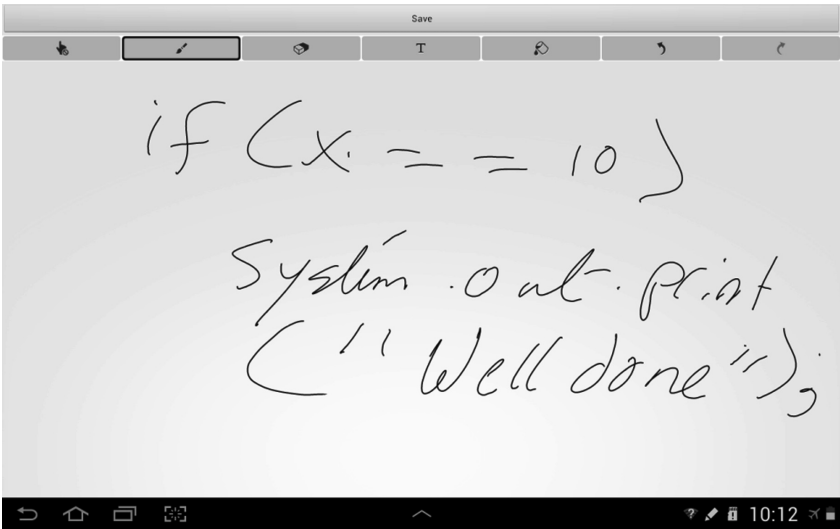 Save
T
if (x == 10)
System.out.print
("Well done");
10:12